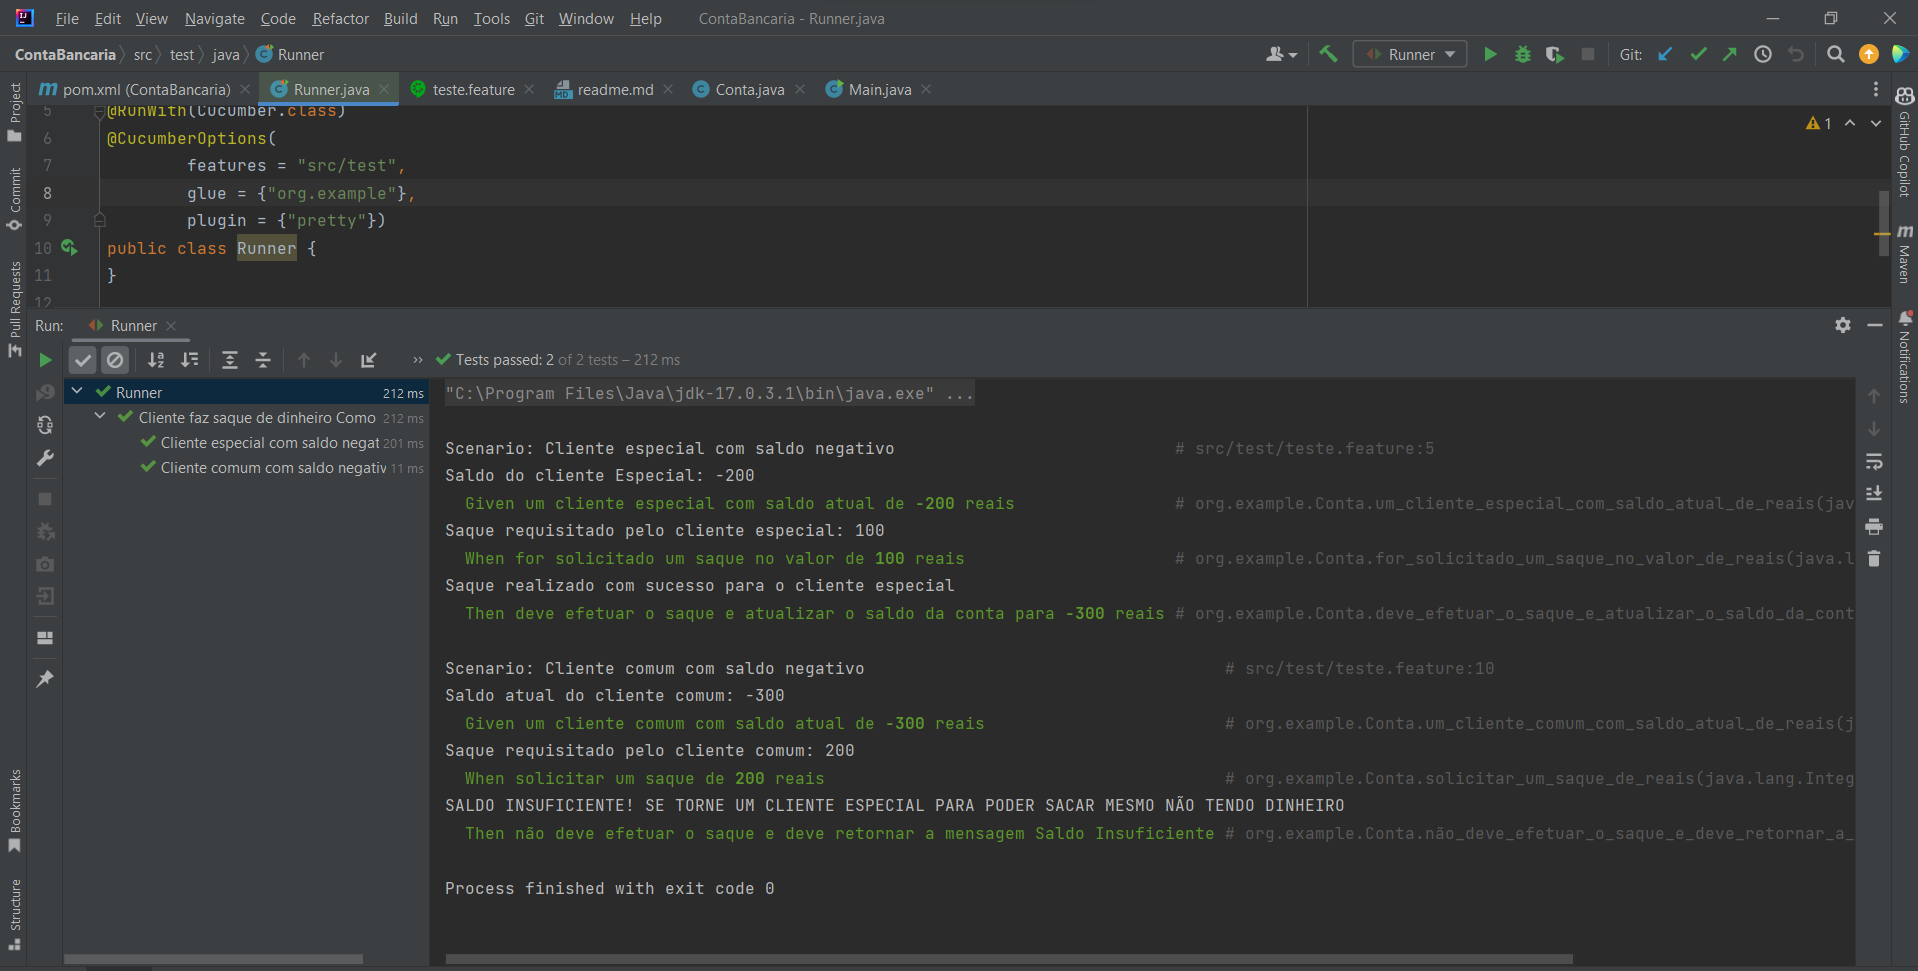 File Edit View Navigate Code Refactor Build Run Tools Git Window Help ContaBancaria - Runner.java
ContaBancaria src test java Runner Runner Git:
pom.xml (ContaBancaria) Runner.java teste.feature readme.md Conta.java Main.java
5 @RunWith(Cucumber.class)
6 @CucumberOptions(
1
7 features = "src/test",
8 glue = {"org.example"},
9 plugin = {"pretty"})
10 public class Runner {
11 }
12
Run: Runner
Tests passed: 2 of 2 tests – 212 ms
Runner 212 ms
Cliente faz saque de dinheiro Como 212 ms
Cliente especial com saldo negat 201 ms
Cliente comum com saldo negativ 11 ms
"C:\Program Files\Java\jdk-17.0.3.1\bin\java.exe" ...
Scenario: Cliente especial com saldo negativo # src/test/teste.feature:5
Saldo do cliente Especial: -200
Given um cliente especial com saldo atual de -200 reais # org.example.Conta.um_cliente_especial_com_saldo_atual_de_reais(jav
Saque requisitado pelo cliente especial: 100
When for solicitado um saque no valor de 100 reais # org.example.Conta.for_solicitado_um_saque_no_valor_de_reais(java.l
Saque realizado com sucesso para o cliente especial
Then deve efetuar o saque e atualizar o saldo da conta para -300 reais # org.example.Conta.deve_efetuar_o_saque_e_atualizar_o_saldo_da_cont
Scenario: Cliente comum com saldo negativo # src/test/teste.feature:10
Saldo atual do cliente comum: -300
Given um cliente comum com saldo atual de -300 reais # org.example.Conta.um_cliente_comum_com_saldo_atual_de_reais(j
Saque requisitado pelo cliente comum: 200
When solicitar um saque de 200 reais # org.example.Conta.solicitar_um_saque_de_reais(java.lang.Integ
SALDO INSUFICIENTE! SE TORNE UM CLIENTE ESPECIAL PARA PODER SACAR MESMO NÃO TENDO DINHEIRO
Then não deve efetuar o saque e deve retornar a mensagem Saldo Insuficiente # org.example.Conta.não_deve_efetuar_o_saque_e_deve_retornar_a_
Process finished with exit code 0
Project
Commit
Pull Requests
Bookmarks
Structure
GitHub Copilot
Maven
Notifications